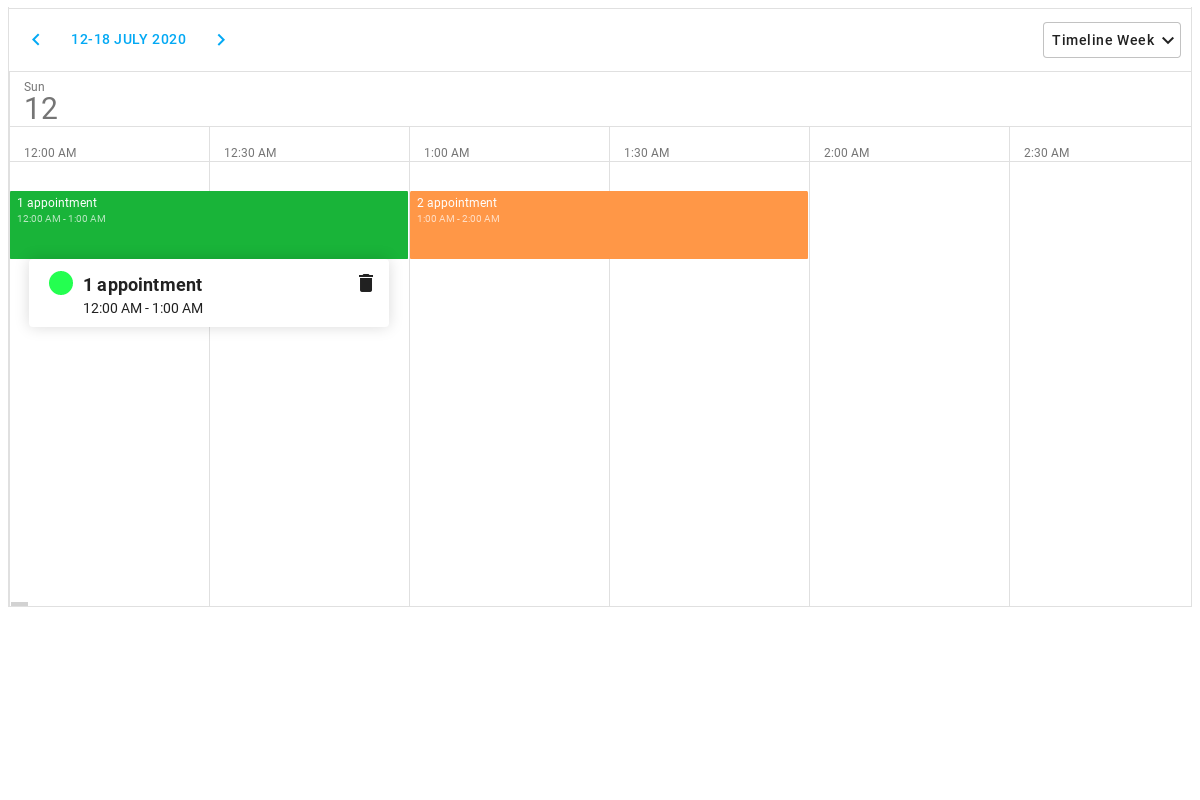 12-18 JULY 2020
Timeline Week
Sun
12
12:00 AM
12:30 AM
1:00 AM
1:30 AM
2:00 AM
2:30 AM
1 appointment
12:00 AM - 1:00 AM
2 appointment
1:00 AM - 2:00 AM
1 appointment
12:00 AM - 1:00 AM